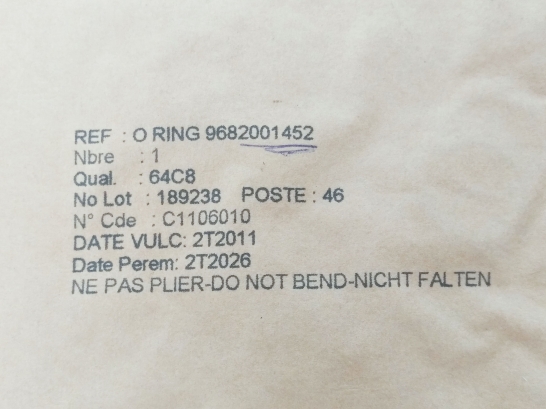 REF : O RING 9682001452
Nbre : 1
Qual. : 64C8
No Lot : 189238 POSTE : 46
N° Cde : C1106010
DATE VULC: 2T2011
Date Perem: 2T2026
NE PAS PLIER-DO NOT BEND-NICHT FALTEN